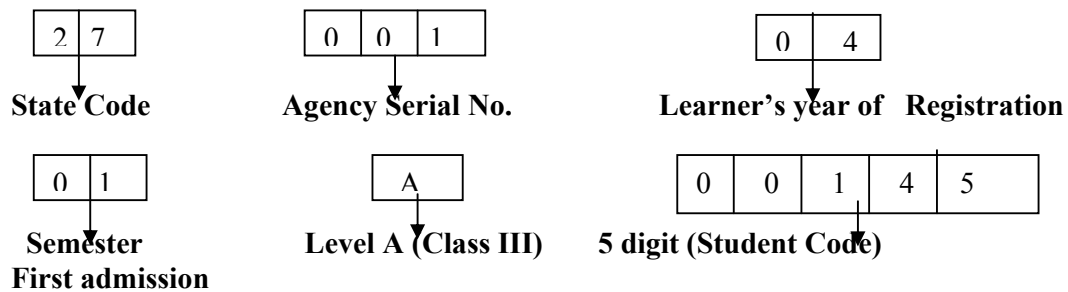 2 7 0 0 1 0 4
State Code Agency Serial No. Learner's year of Registration
0 1 A 0 0 1 4 5
Semester Level A (Class III) 5 digit (Student Code)
First admission